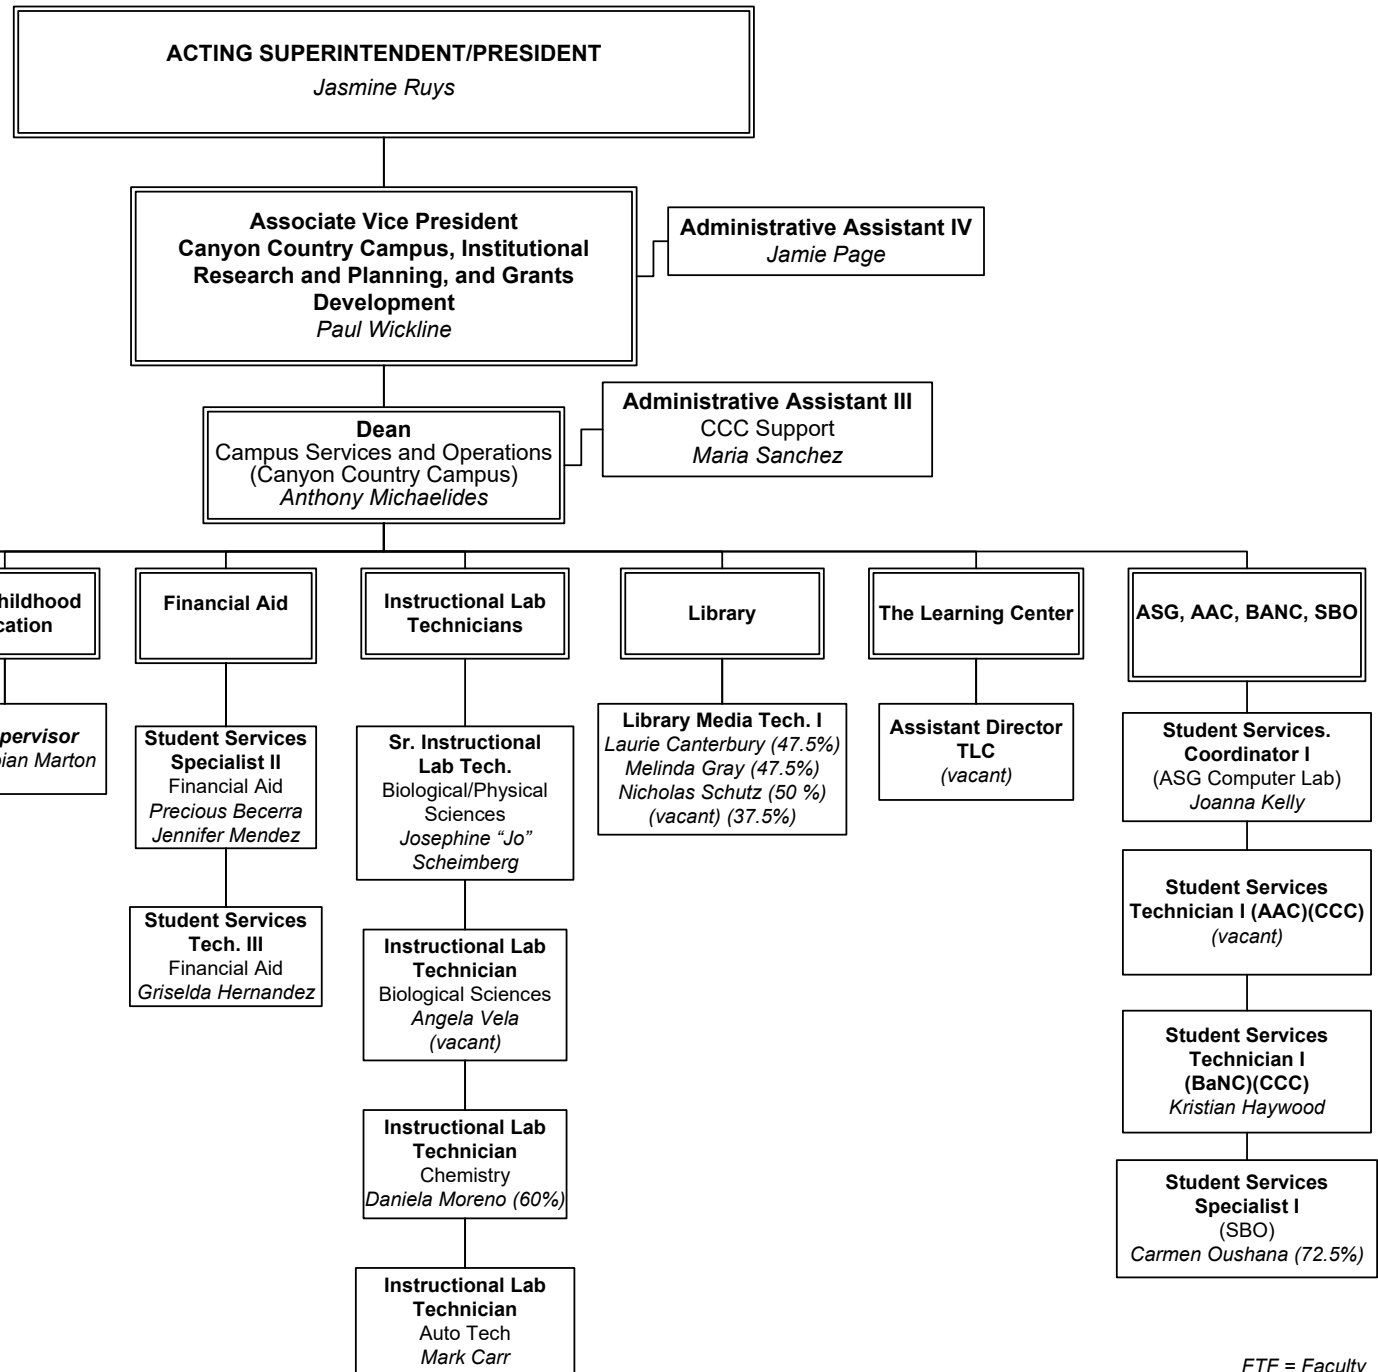 ACTING SUPERINTENDENT/PRESIDENT
Jasmine Ruys
Associate Vice President
Canyon Country Campus, Institutional
Research and Planning, and Grants
Development
Paul Wickline
Administrative Assistant IV
Jamie Page
Dean
Campus Services and Operations
(Canyon Country Campus)
Anthony Michaelides
Administrative Assistant III
CCC Support
Maria Sanchez
hildhood
cation
pervisor
ian Marton
Financial Aid
Student Services
Specialist II
Financial Aid
Precious Becerra
Jennifer Mendez
Student Services
Tech. III
Financial Aid
Griselda Hernandez
Instructional Lab
Technicians
Sr. Instructional
Lab Tech.
Biological/Physical
Sciences
Josephine “Jo”
Scheimberg
Instructional Lab
Technician
Biological Sciences
Angela Vela
(vacant)
Instructional Lab
Technician
Chemistry
Daniela Moreno (60%)
Instructional Lab
Technician
Auto Tech
Mark Carr
Library
Library Media Tech. I
Laurie Canterbury (47.5%)
Melinda Gray (47.5%)
Nicholas Schutz (50 %)
(vacant) (37.5%)
The Learning Center
Assistant Director
TLC
(vacant)
ASG, AAC, BANC, SBO
Student Services.
Coordinator I
(ASG Computer Lab)
Joanna Kelly
Student Services
Technician I (AAC)(CCC)
(vacant)
Student Services
Technician I
(BaNC)(CCC)
Kristian Haywood
Student Services
Specialist I
(SBO)
Carmen Oushana (72.5%)
FTF = Faculty